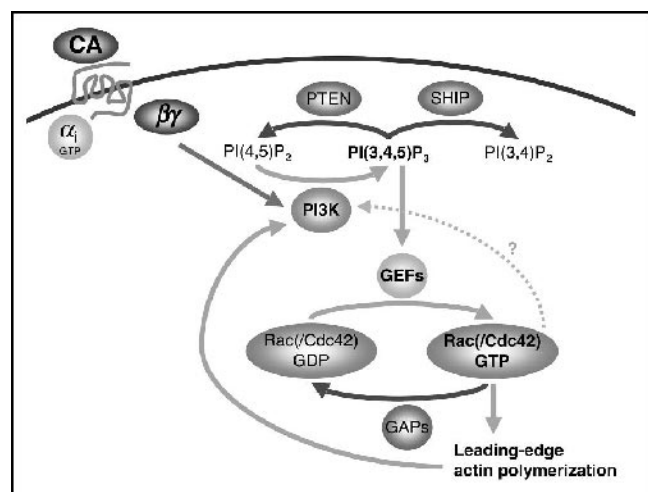 CA
βγ
αi
GTP
PTEN
SHIP
PI(4,5)P2
PI(3,4,5)P3
PI(3,4)P2
PI3K
?
GEFs
Rac(/Cdc42)
GDP
Rac(/Cdc42)
GTP
GAPs
Leading-edge
actin polymerization